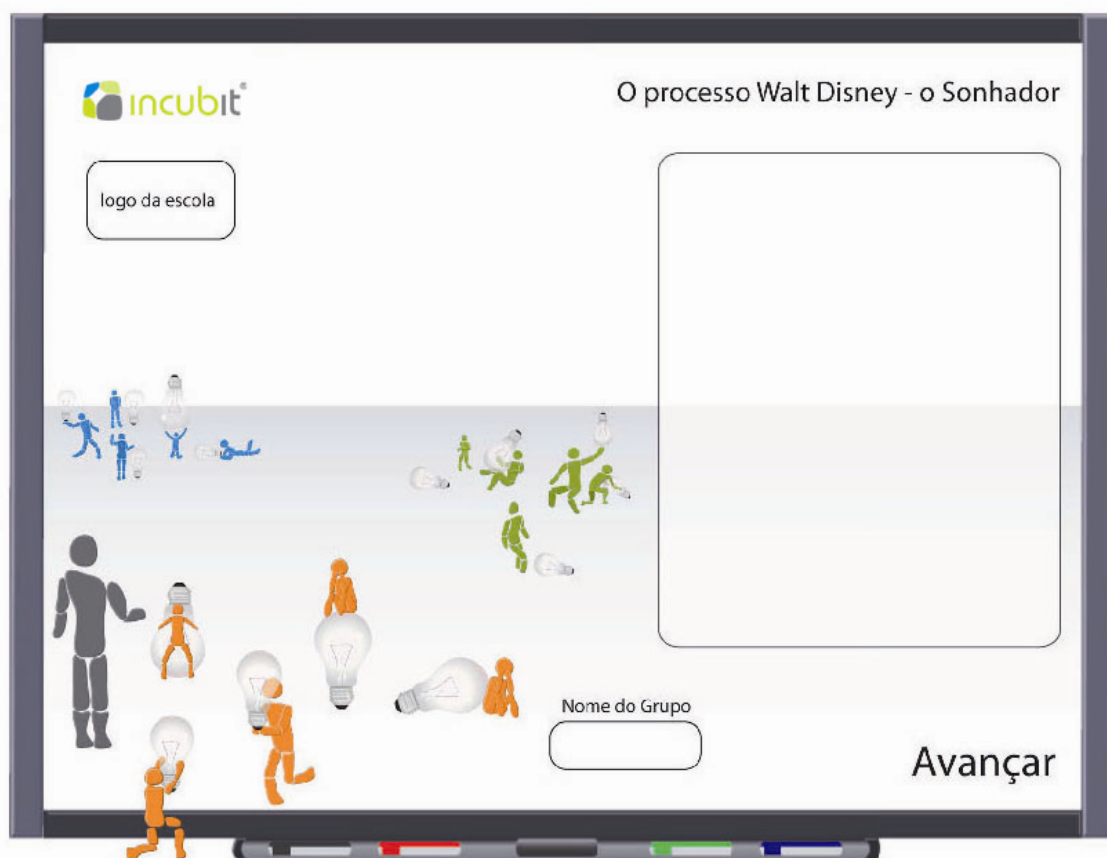 incubit®
O processo Walt Disney - o Sonhador
logo da escola
Nome do Grupo
Avançar